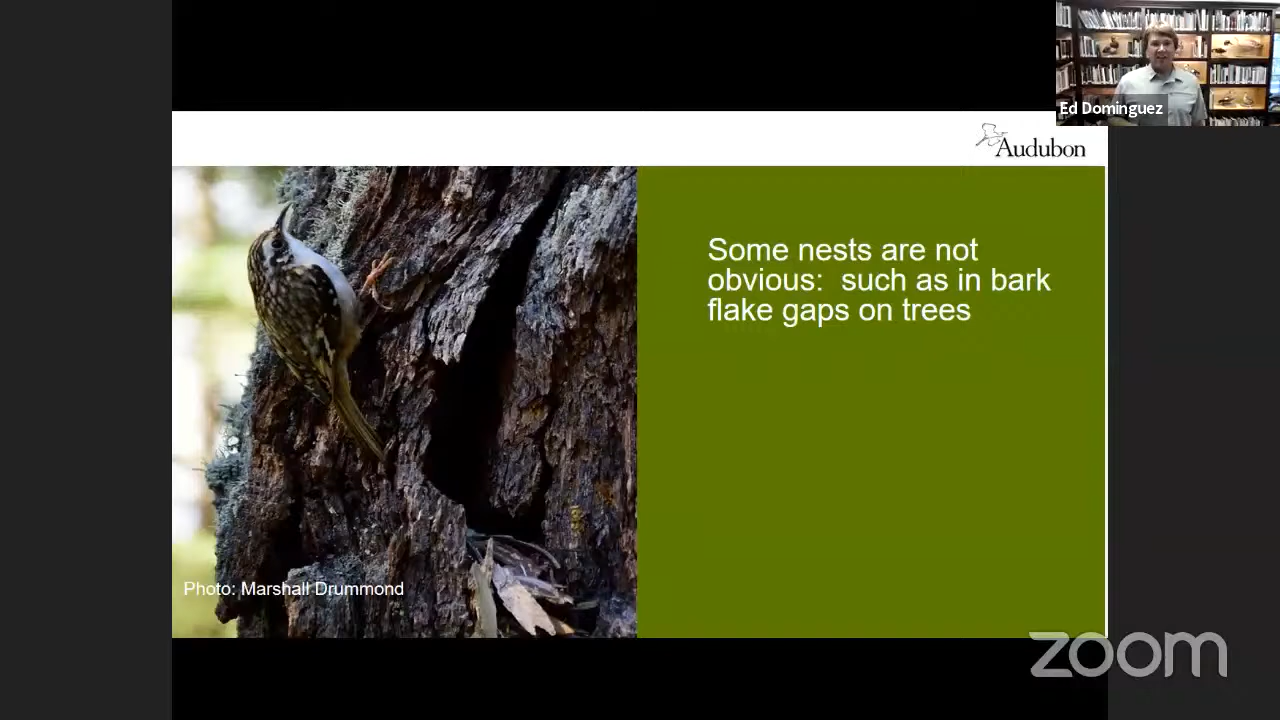 Ed Dominguez
Audubon
Some nests are not
obvious:  such as in bark
flake gaps on trees
Photo: Marshall Drummond
zoom